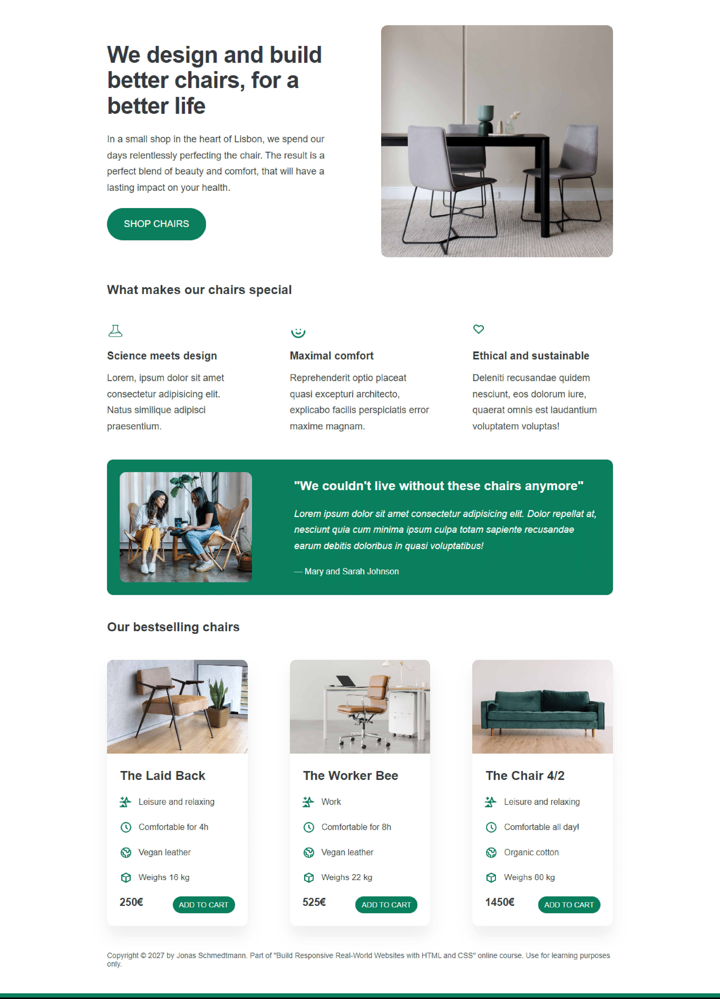 We design and build
better chairs, for a
better life
In a small shop in the heart of Lisbon, we spend our
days relentlessly perfecting the chair. The result is a
perfect blend of beauty and comfort, that will have a
lasting impact on your health.
SHOP CHAIRS
What makes our chairs special
Science meets design
Lorem, ipsum dolor sit amet
consectetur adipisicing elit.
Natus similique adipisci
praesentium.
Maximal comfort
Reprehenderit optio placeat
quasi excepturi architecto,
explicabo facilis perspiciatis error
maxime magnam.
Ethical and sustainable
Deleniti recusandae quidem
nesciunt, eos dolorum iure,
quaerat omnis est laudantium
voluptatem voluptas!
"We couldn't live without these chairs anymore"
Lorem ipsum dolor sit amet consectetur adipisicing elit. Dolor repellat at,
nesciunt quia cum minima ipsum culpa totam sapiente recusandae
earum debitis doloribus in quasi voluptatibus!
— Mary and Sarah Johnson
Our bestselling chairs
The Laid Back
Leisure and relaxing
Comfortable for 4h
Vegan leather
Weighs 16 kg
250€
ADD TO CART
The Worker Bee
Work
Comfortable for 8h
Vegan leather
Weighs 22 kg
525€
ADD TO CART
The Chair 4/2
Leisure and relaxing
Comfortable all day!
Organic cotton
Weighs 80 kg
1450€
ADD TO CART
Copyright © 2027 by Jonas Schmedtmann. Part of "Build Responsive Real-World Websites with HTML and CSS" online course. Use for learning purposes
only.